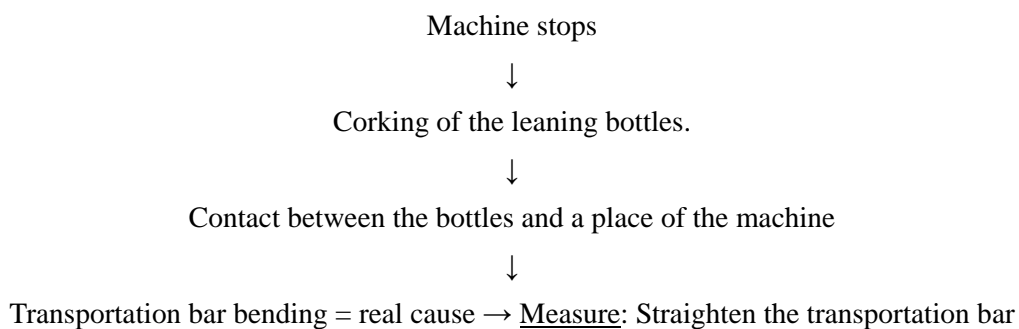 Machine stops
↓
Corking of the leaning bottles.
↓
Contact between the bottles and a place of the machine
↓
Transportation bar bending = real cause → Measure: Straighten the transportation bar